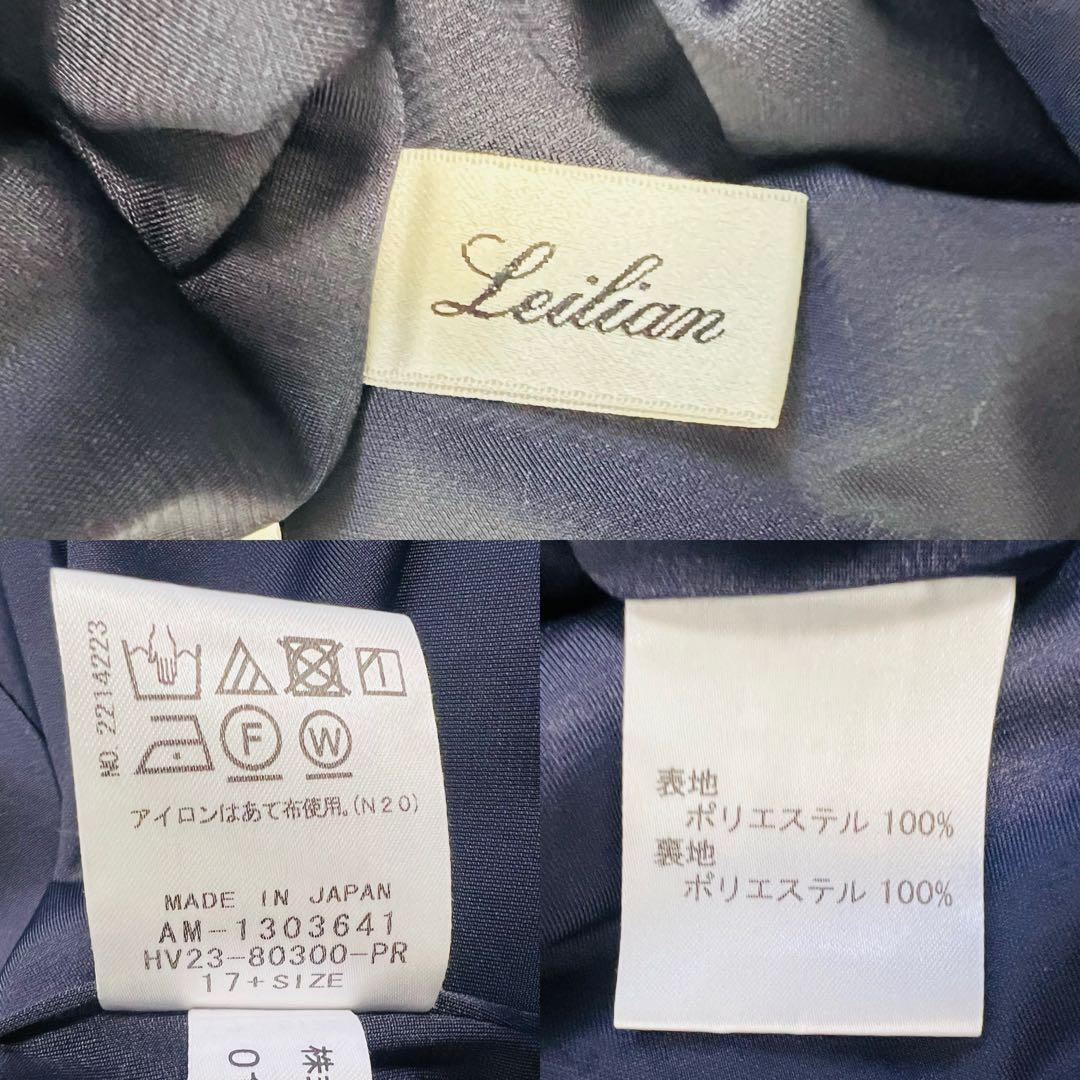 Leilian
NO.2214223
F W
アイロンはあて布使用。(N20)
MADE IN JAPAN
AM-1303641
HV23-80300-PR
17+SIZE
株
表地
ポリエステル 100%
裏地
ポリエステル 100%